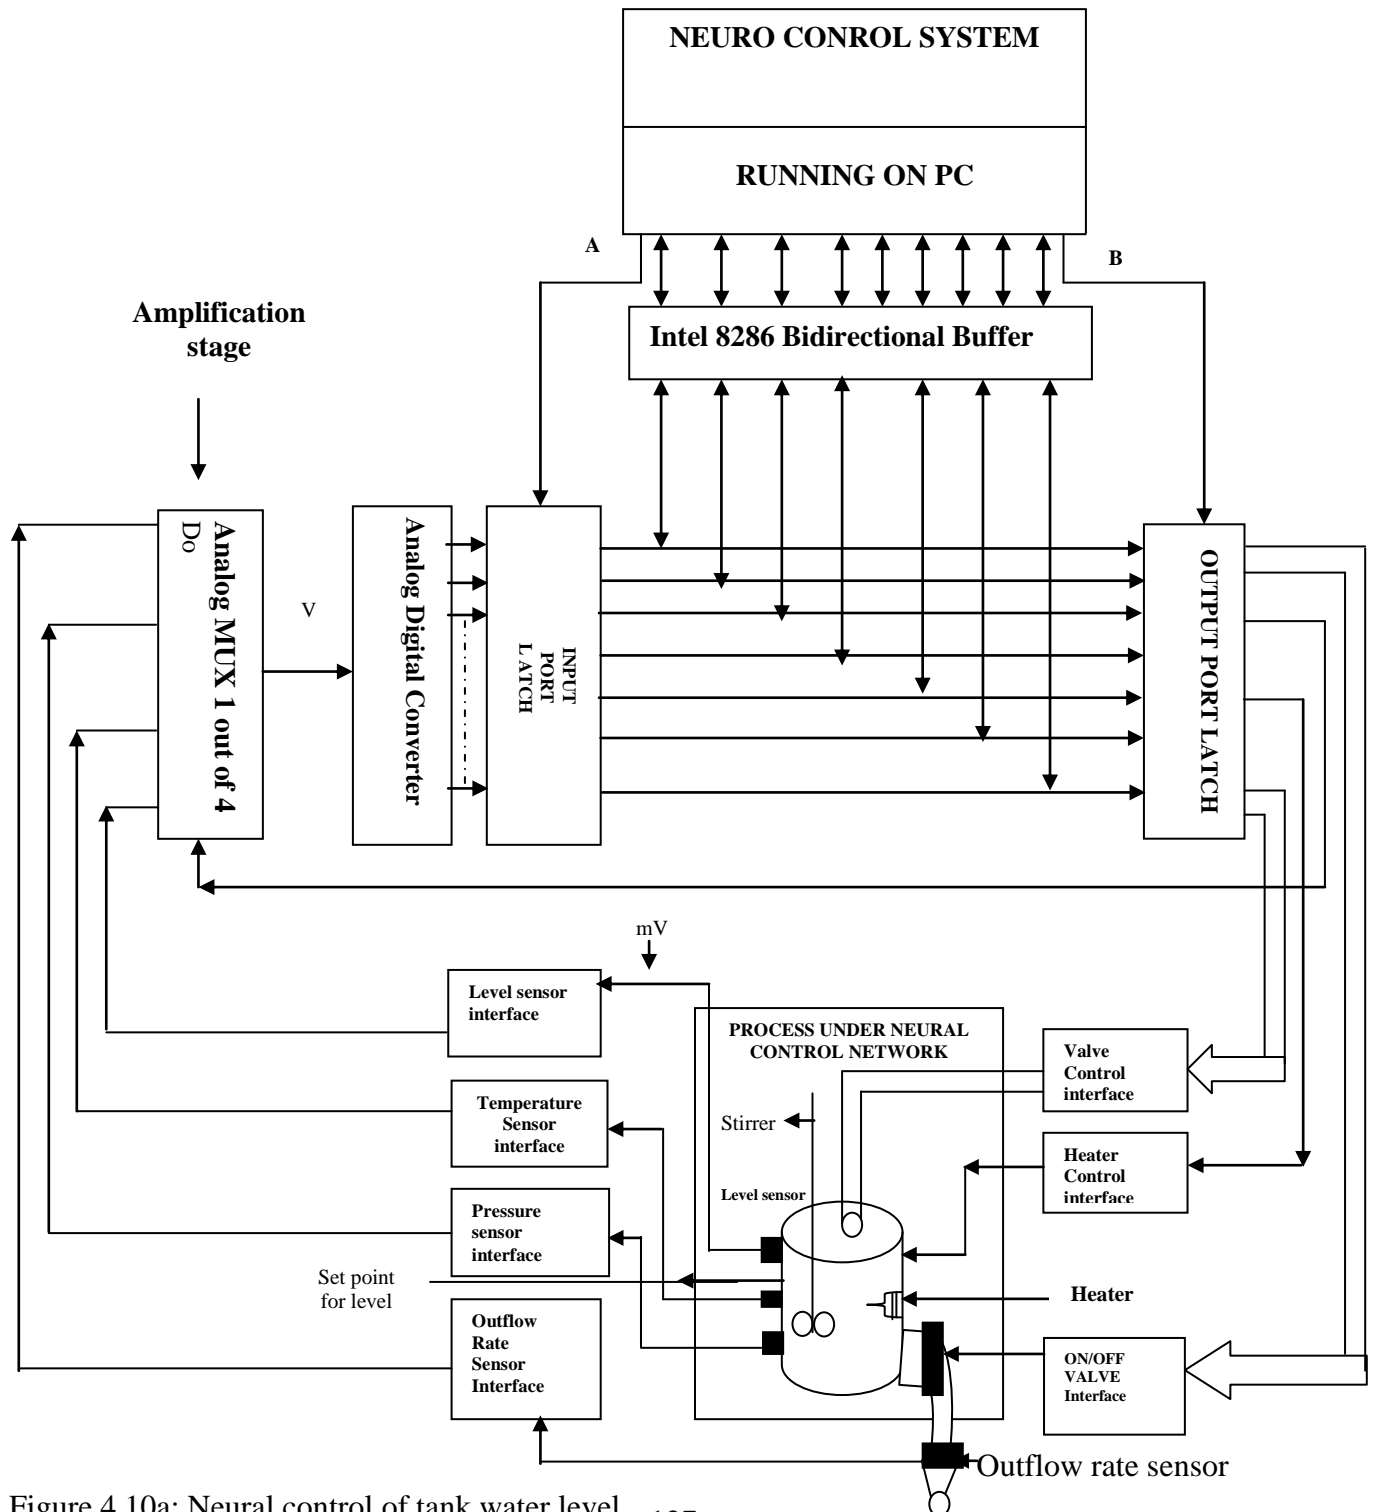 NEURO CONROL SYSTEM
RUNNING ON PC
A
B
Intel 8286 Bidirectional Buffer
Amplification
stage
Do
Analog MUX 1 out of 4
V
Analog Digital Converter
INPUT
PORT
L ATCH
OUTPUT PORT LATCH
mV
Level sensor
interface
PROCESS UNDER NEURAL
CONTROL NETWORK
Valve
Control
interface
Temperature
Sensor
interface
Stirrer
Heater
Control
interface
Level sensor
Pressure
sensor
interface
Set point
for level
Heater
Outflow
Rate
Sensor
Interface
ON/OFF
VALVE
Interface
Outflow rate sensor
Figure 4.10a: Neural control of tank water level